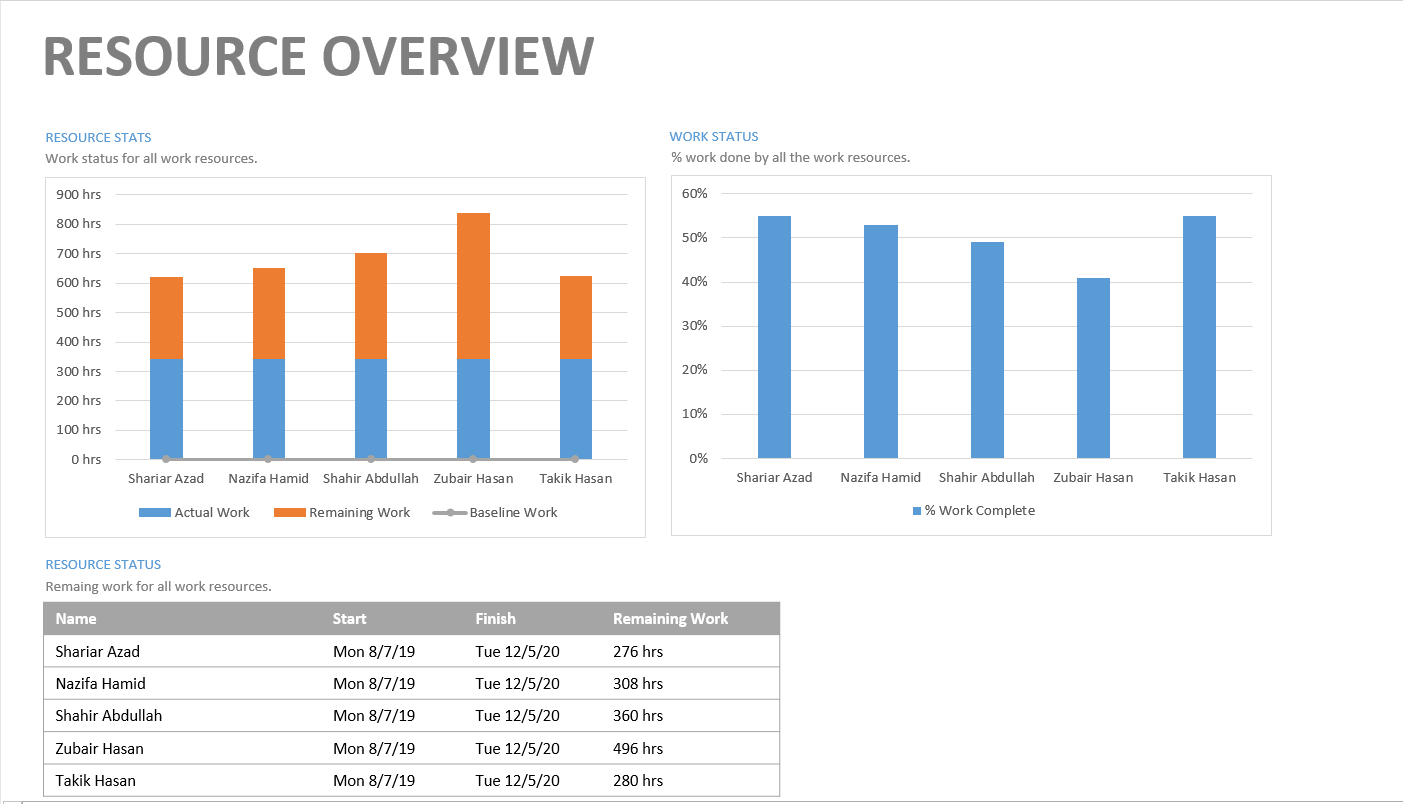 RESOURCE OVERVIEW
RESOURCE STATS
Work status for all work resources.
900 hrs
800 hrs
700 hrs
600 hrs
500 hrs
400 hrs
300 hrs
200 hrs
100 hrs
0 hrs
Shariar Azad Nazifa Hamid Shahir Abdullah Zubair Hasan Takik Hasan
Actual Work Remaining Work Baseline Work
WORK STATUS
% work done by all the work resources.
60%
50%
40%
30%
20%
10%
0%
Shariar Azad Nazifa Hamid Shahir Abdullah Zubair Hasan Takik Hasan
% Work Complete
RESOURCE STATUS
Remaing work for all work resources.
Name Start Finish Remaining Work
Shariar Azad Mon 8/7/19 Tue 12/5/20 276 hrs
Nazifa Hamid Mon 8/7/19 Tue 12/5/20 308 hrs
Shahir Abdullah Mon 8/7/19 Tue 12/5/20 360 hrs
Zubair Hasan Mon 8/7/19 Tue 12/5/20 496 hrs
Takik Hasan Mon 8/7/19 Tue 12/5/20 280 hrs